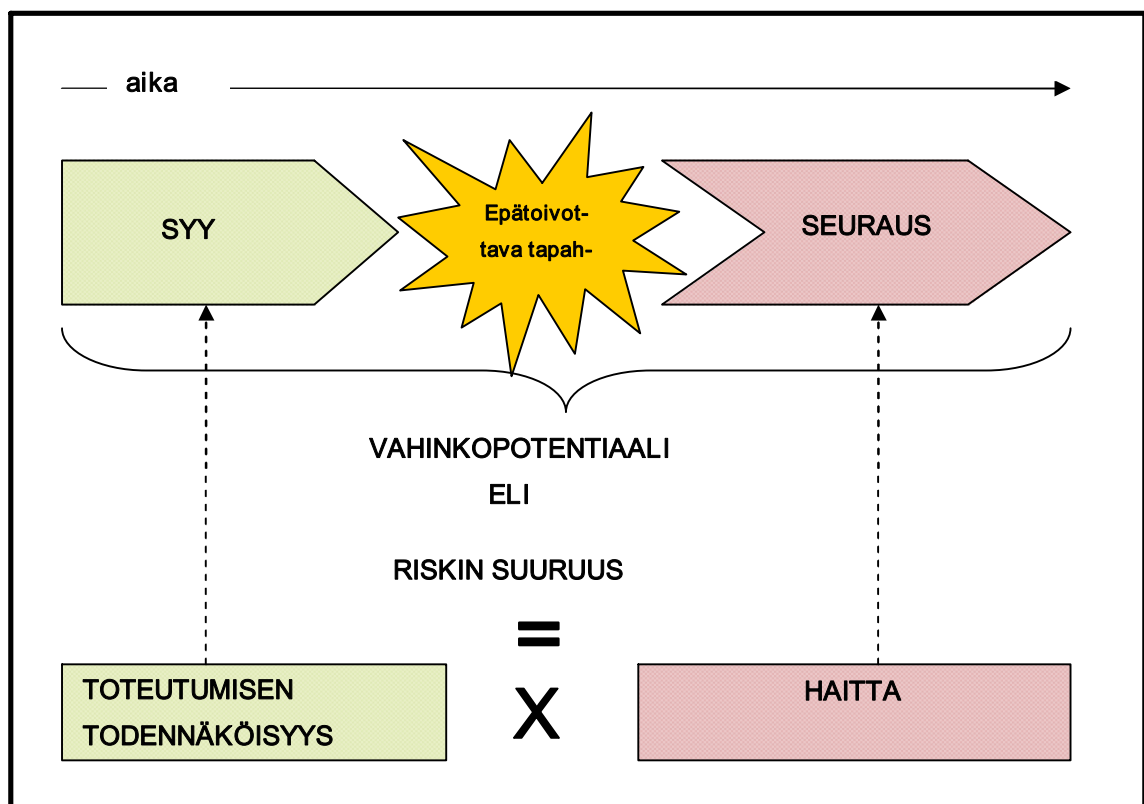 aika
SYY
Epätoivot-
tava tapah-
SEURAUS
VAHINKOPOTENTIAALI
ELI
RISKIN SUURUUS
=
TOTEUTUMISEN
TODENNÄKÖISYYS
X
HAITTA